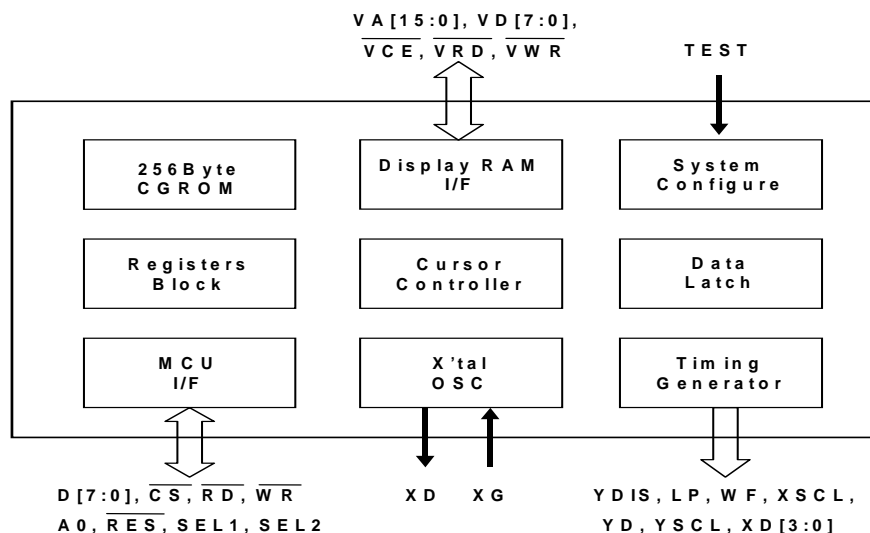 VA[15:0], VD[7:0],
VCE, VRD, VWR
TEST
256Byte
CGROM
Display RAM
I/F
System
Configure
Registers
Block
Cursor
Controller
Data
Latch
MCU
I/F
X'tal
OSC
Timing
Generator
D[7:0], CS, RD, WR
A0, RES, SEL1, SEL2
XD
XG
YDIS, LP, WF, XSCL,
YD, YSCL, XD[3:0]